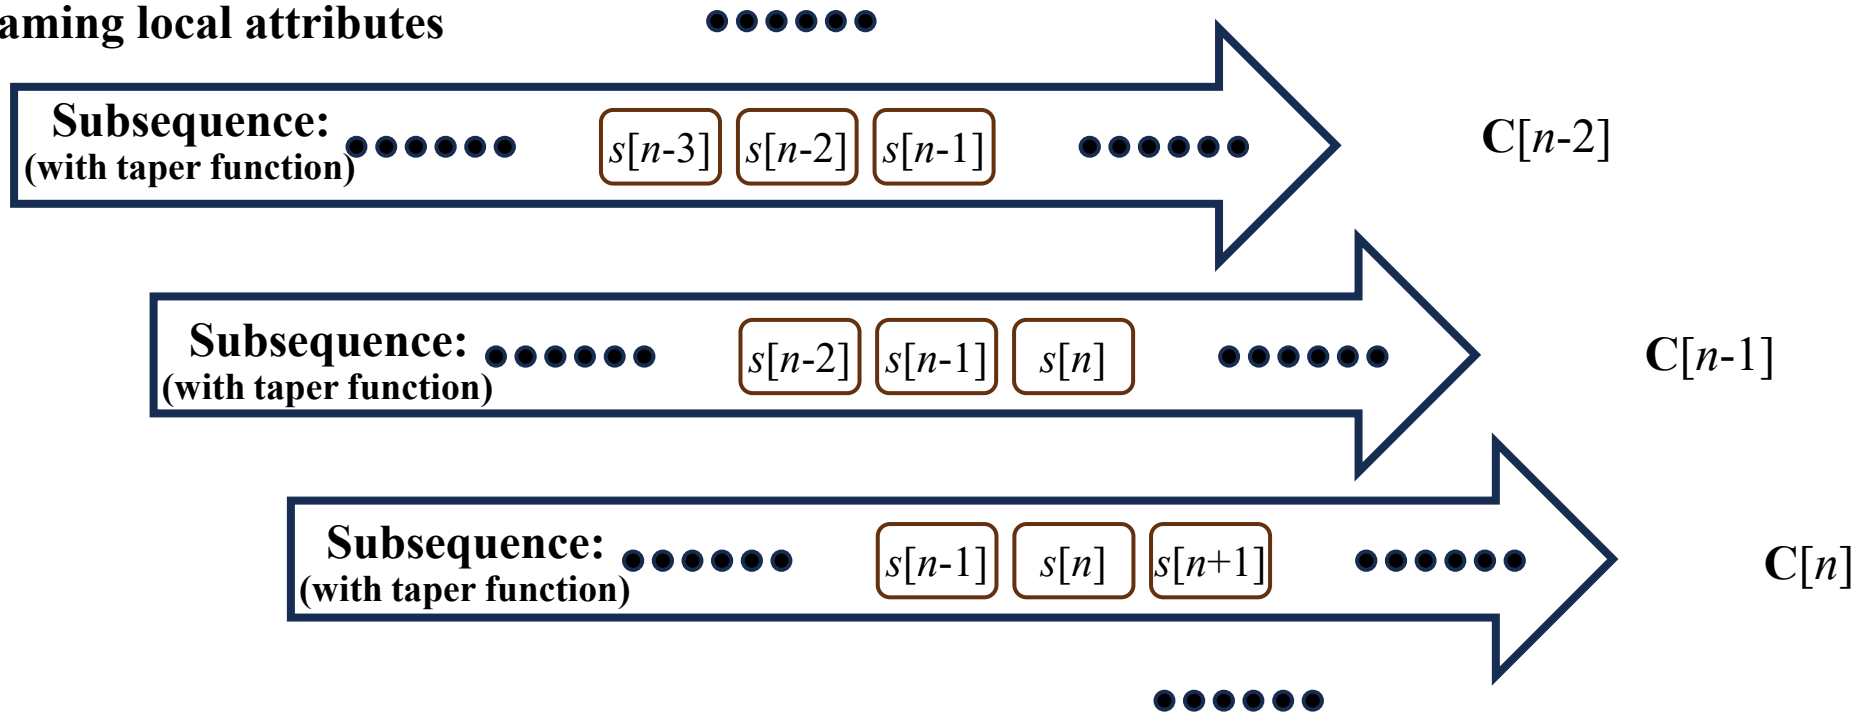 aming local attributes
Subsequence:
(with taper function)
s[n-3] s[n-2] s[n-1]
C[n-2]
Subsequence:
(with taper function)
s[n-2] s[n-1] s[n]
C[n-1]
Subsequence:
(with taper function)
s[n-1] s[n] s[n+1]
C[n]